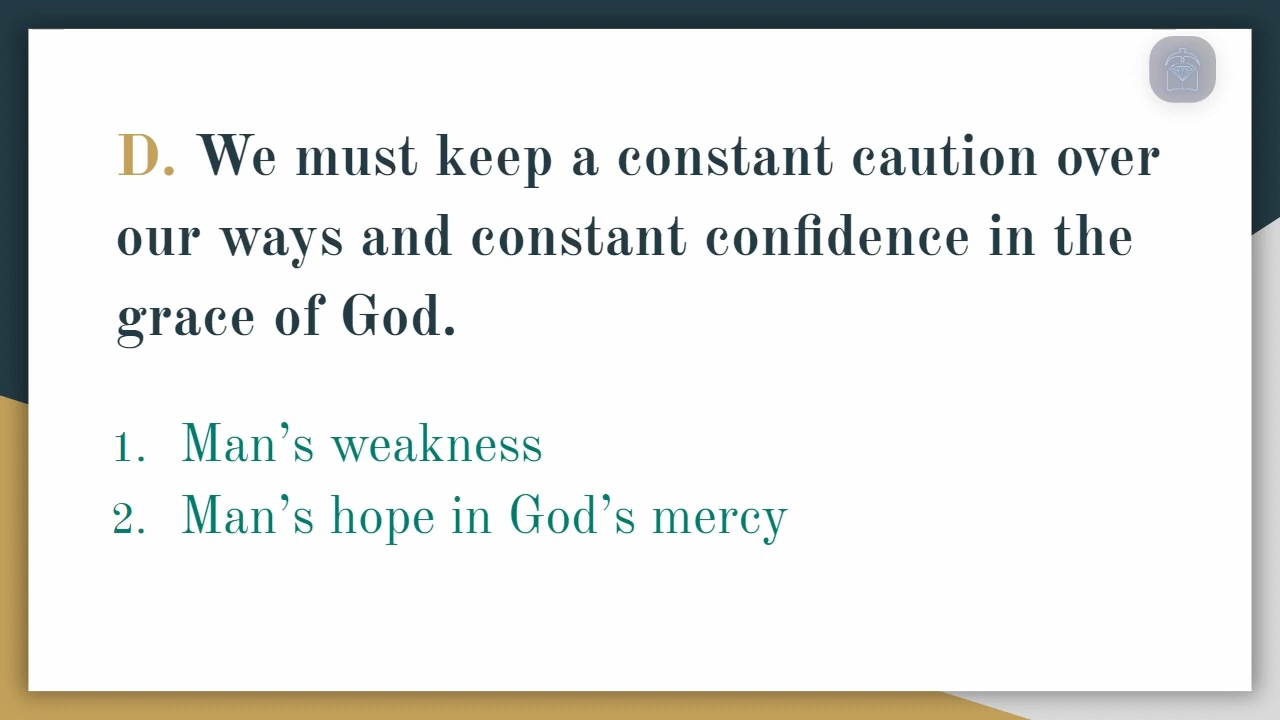 D. We must keep a constant caution over
our ways and constant confidence in the
grace of God.
1. Man’s weakness
2. Man’s hope in God’s mercy